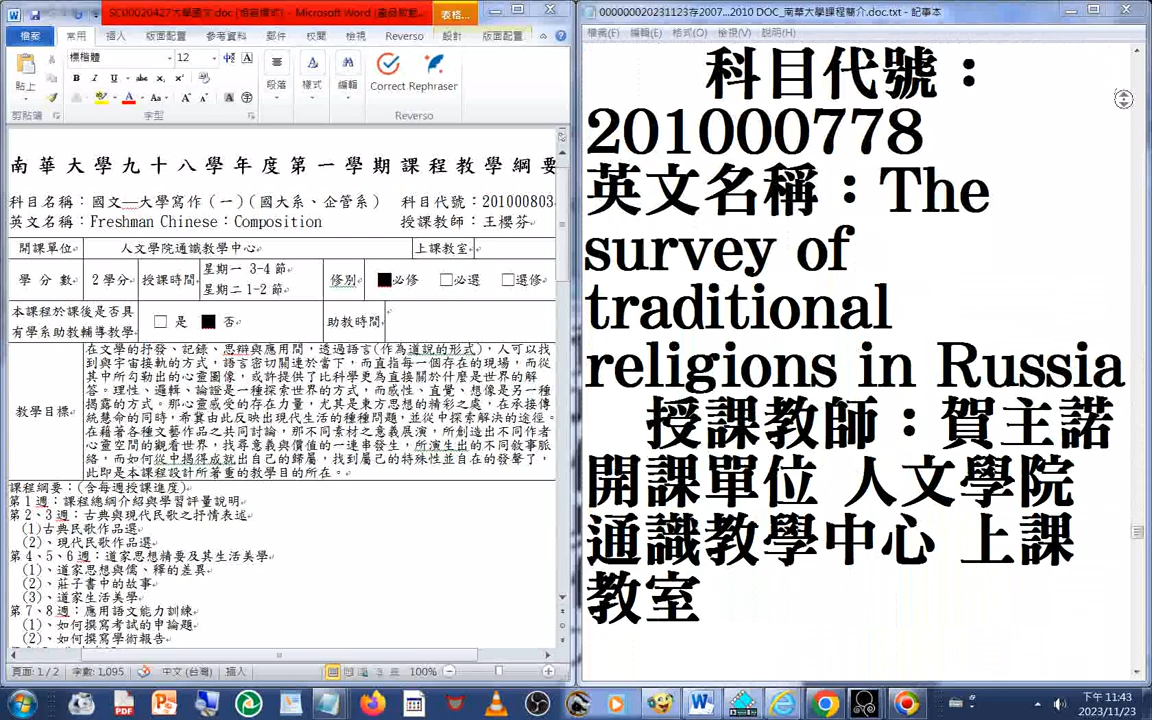 SC00020427大學國文.doc (相容模式) - Microsoft Word (產品啟動...
表格...
檔案 常用 插入 版面配置 參考資料 郵件 校閱 檢視 Reverso 設計 版面配置
標楷體 12
貼上 段落 樣式 編輯 Correct Rephraser
剪貼簿 字型 Reverso
南華大學九十八學年度第一學期課程教學綱要
科目名稱：國文—大學寫作（一）(國大系、企管系） 科目代號：201000803
英文名稱：Freshman Chinese：Composition 授課教師：王櫻芬
開課單位 人文學院通識教學中心 上課教室
學 分 數 2 學分 授課時間 星期一 3-4 節 修別 ■必修 □必選 □選修
星期二 1-2 節
本課程於課後是否具 □ 是 ■ 否 助教時間
有學系助教輔導教學
在文學的抒發、記錄、思辯與應用間，透過語言(作為道說的形式)，人可以找
到與宇宙接軌的方式，語言密切關連於當下，而直指每一個存在的現場，而從
其中所勾勒出的心靈圖像，或許提供了比科學更為直接關於什麼是世界的解
答。理性、邏輯、論證是一種探索世界的方式，而感性、直覺、想像是另一種
教學目標
揭露的方式。那心靈感受的存在力量，尤其是東方思想的精彩之處，在承接傳
統慧命的同時，希冀由此反映出現代生活的種種問題，並從中探索解決的途徑。
在藉著各種文藝作品之共同討論，那不同素材之意義展演，所創造出不同作者
心靈空間的觀看世界，找尋意義與價值的一連串發生，所演生出的不同敘事脈
絡，而如何從中揭得成就出自己的歸屬，找到屬己的特殊性並自在的發聲了，
此即是本課程設計所著重的教學目的所在。
課程綱要：(含每週授課進度)
第 1 週：課程總綱介紹與學習評量說明
第 2、3 週：古典與現代民歌之抒情表述
(1)古典民歌作品選
(2)、現代民歌作品選
第 4、5、6 週：道家思想精要及其生活美學
(1)、道家思想與儒、釋的差異
(2)、莊子書中的故事
(3)、道家生活美學
第 7、8 週：應用語文能力訓練
(1)、如何撰寫考試的申論題
(2)、如何撰寫學術報告
頁面: 1 / 2 字數: 1,095 中文 (台灣) 插入 100%
000000020231123存2007...2010 DOC_南華大學課程簡介.doc.txt - 記事本
檔案(F) 編輯(E) 格式(O) 檢視(V) 說明(H)
科目代號：
201000778
英文名稱：The
survey of
traditional
religions in Russia
授課教師：賀主諾
開課單位 人文學院
通識教學中心 上課
教室
下午 11:43
2023/11/23